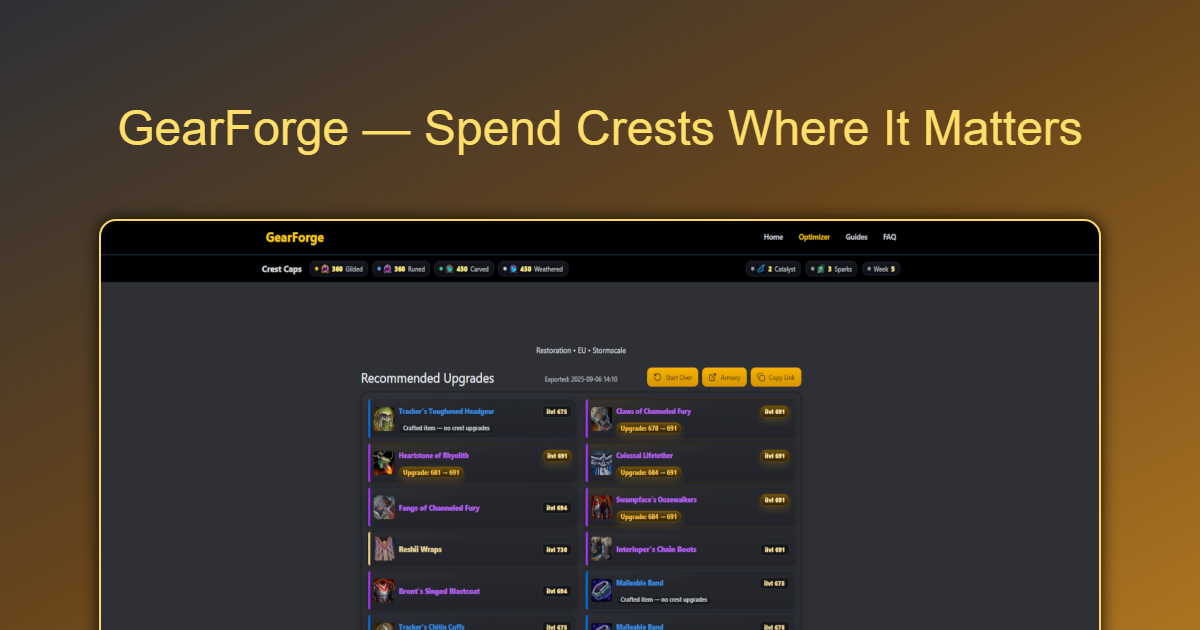 GearForge — Spend Crests Where It Matters
GearForge
Home Optimizer Guides FAQ
Crest Caps 360 Gilded 360 Runed 450 Carved 450 Weathered 2 Catalyst 3 Sparks Week 5
Restoration • EU • Stormscale
Recommended Upgrades Exported: 2025-09-06 14:10 Start Over Armory Copy Link
Tracker's Toughened Headgear ilvl 675
Crafted item — no crest upgrades
Claws of Channeled Fury ilvl 691
Upgrade: 678 → 691
Heartstone of Rhyolith ilvl 691
Upgrade: 681 → 691
Colossal Lifetether ilvl 691
Upgrade: 684 → 691
Fangs of Channeled Fury ilvl 694
Swampface's Oozewalkers ilvl 691
Upgrade: 684 → 691
Reshii Wraps ilvl 730
Interloper's Chain Boots ilvl 691
Bront's Singed Blastcoat ilvl 694
Malleable Band ilvl 675
Crafted item — no crest upgrades
Tracker's Chitin Cuffs ilvl 675
Malleable Band ilvl 675